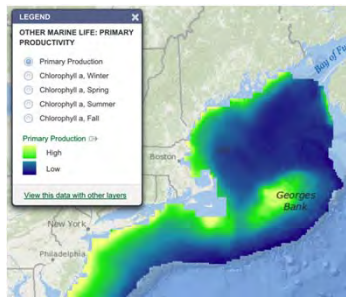 LEGEND
OTHER MARINE LIFE: PRIMARY
PRODUCTIVITY
Primary Production
Chlorophyll a, Winter
Chlorophyll a, Spring
Chlorophyll a, Summer
Chlorophyll a, Fall
Primary Production
High
Low
View this data with other layers
Bay of Fu
Boston
Georges
Bank
New York
Philadelphia